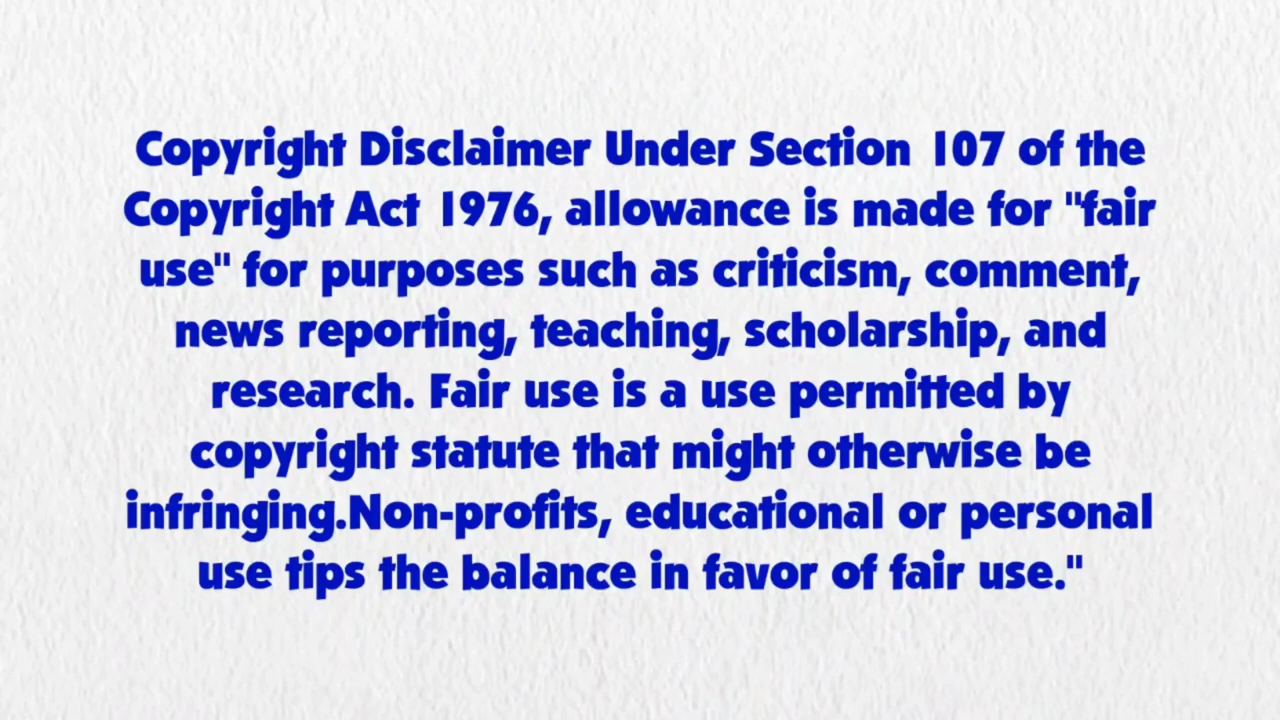 Copyright Disclaimer Under Section 107 of the
Copyright Act 1976, allowance is made for "fair
use" for purposes such as criticism, comment,
news reporting, teaching, scholarship, and
research. Fair use is a use permitted by
copyright statute that might otherwise be
infringing.Non-profits, educational or personal
use tips the balance in favor of fair use."